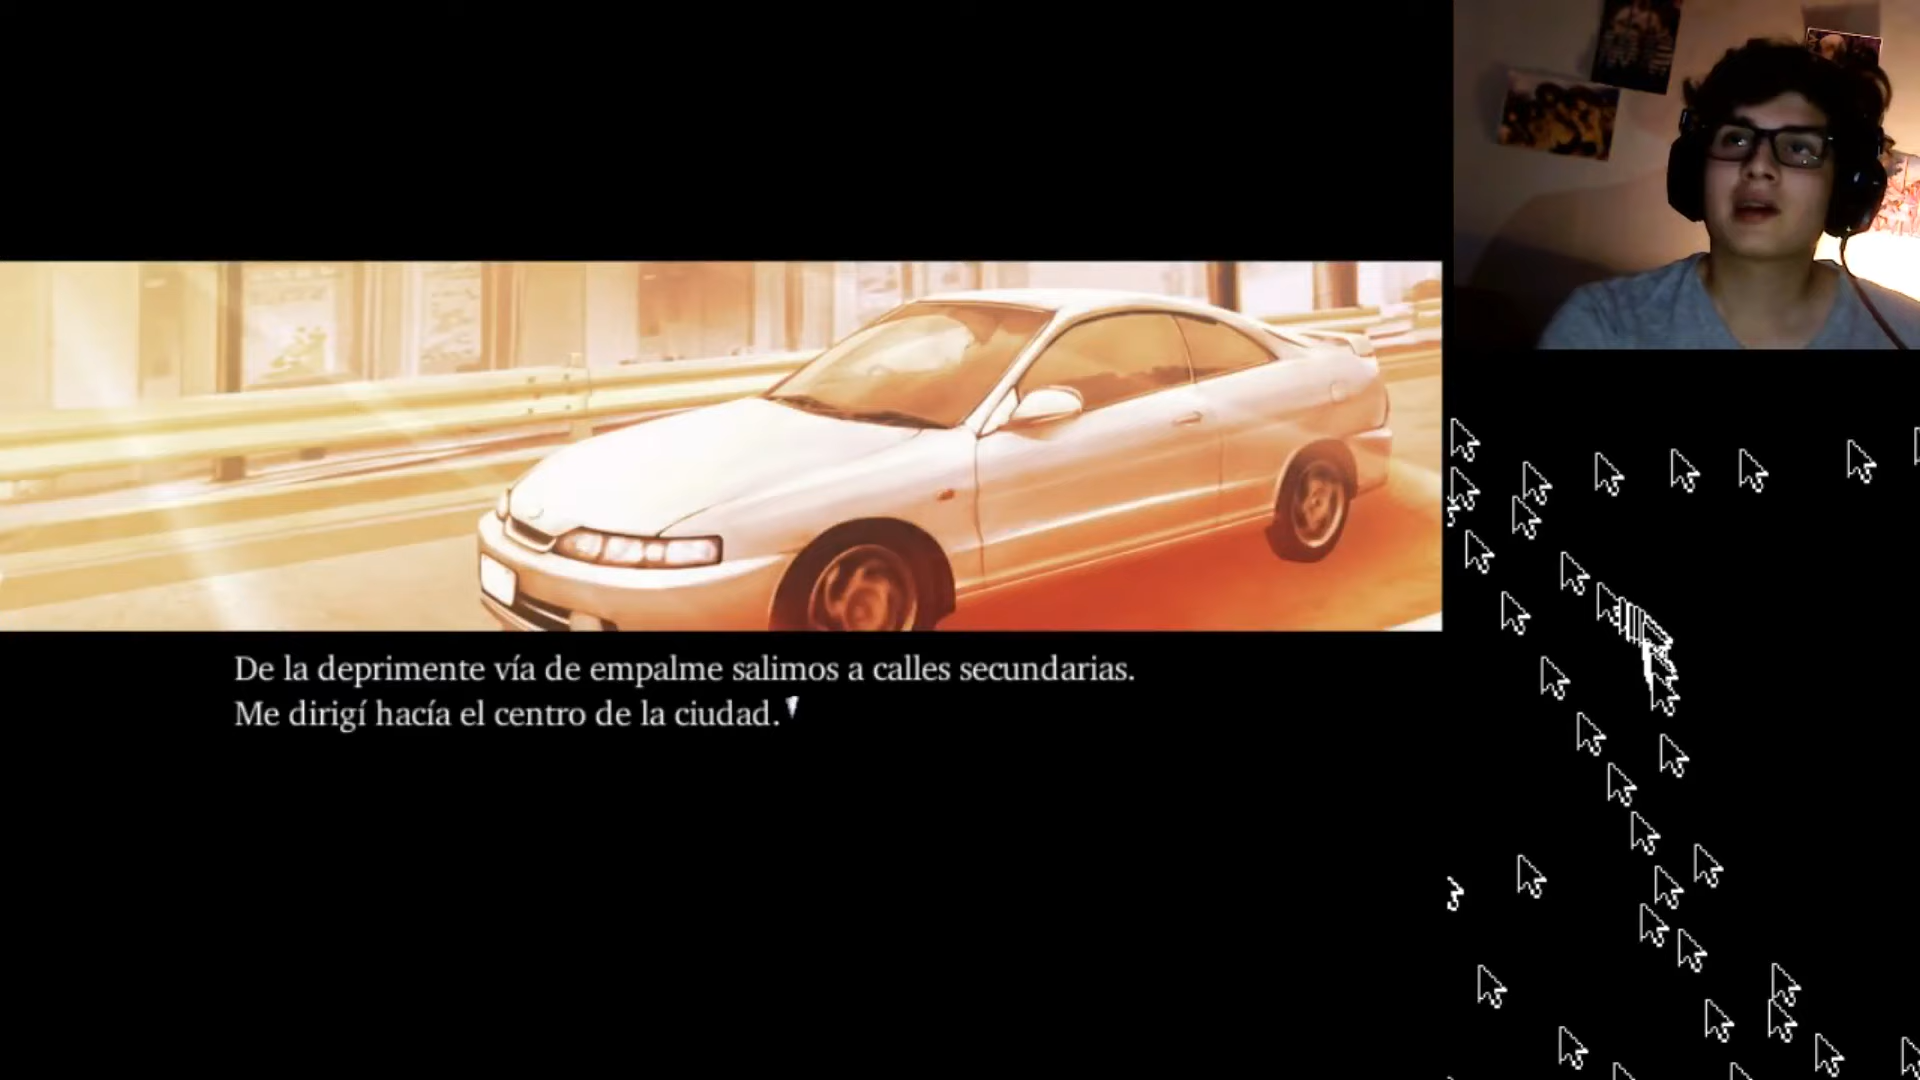 De la deprimente vía de empalme salimos a calles secundarias.
Me dirigí hacía el centro de la ciudad.